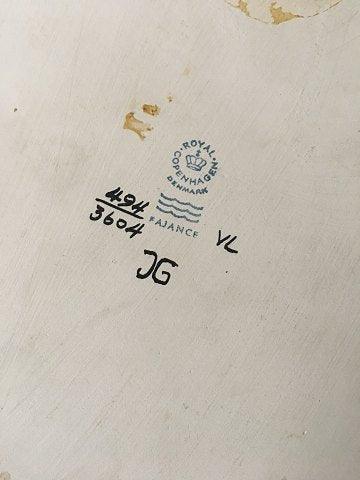 ROYAL
COPENHAGEN
DENMARK
FAJANCE
494
3604
VL
JG